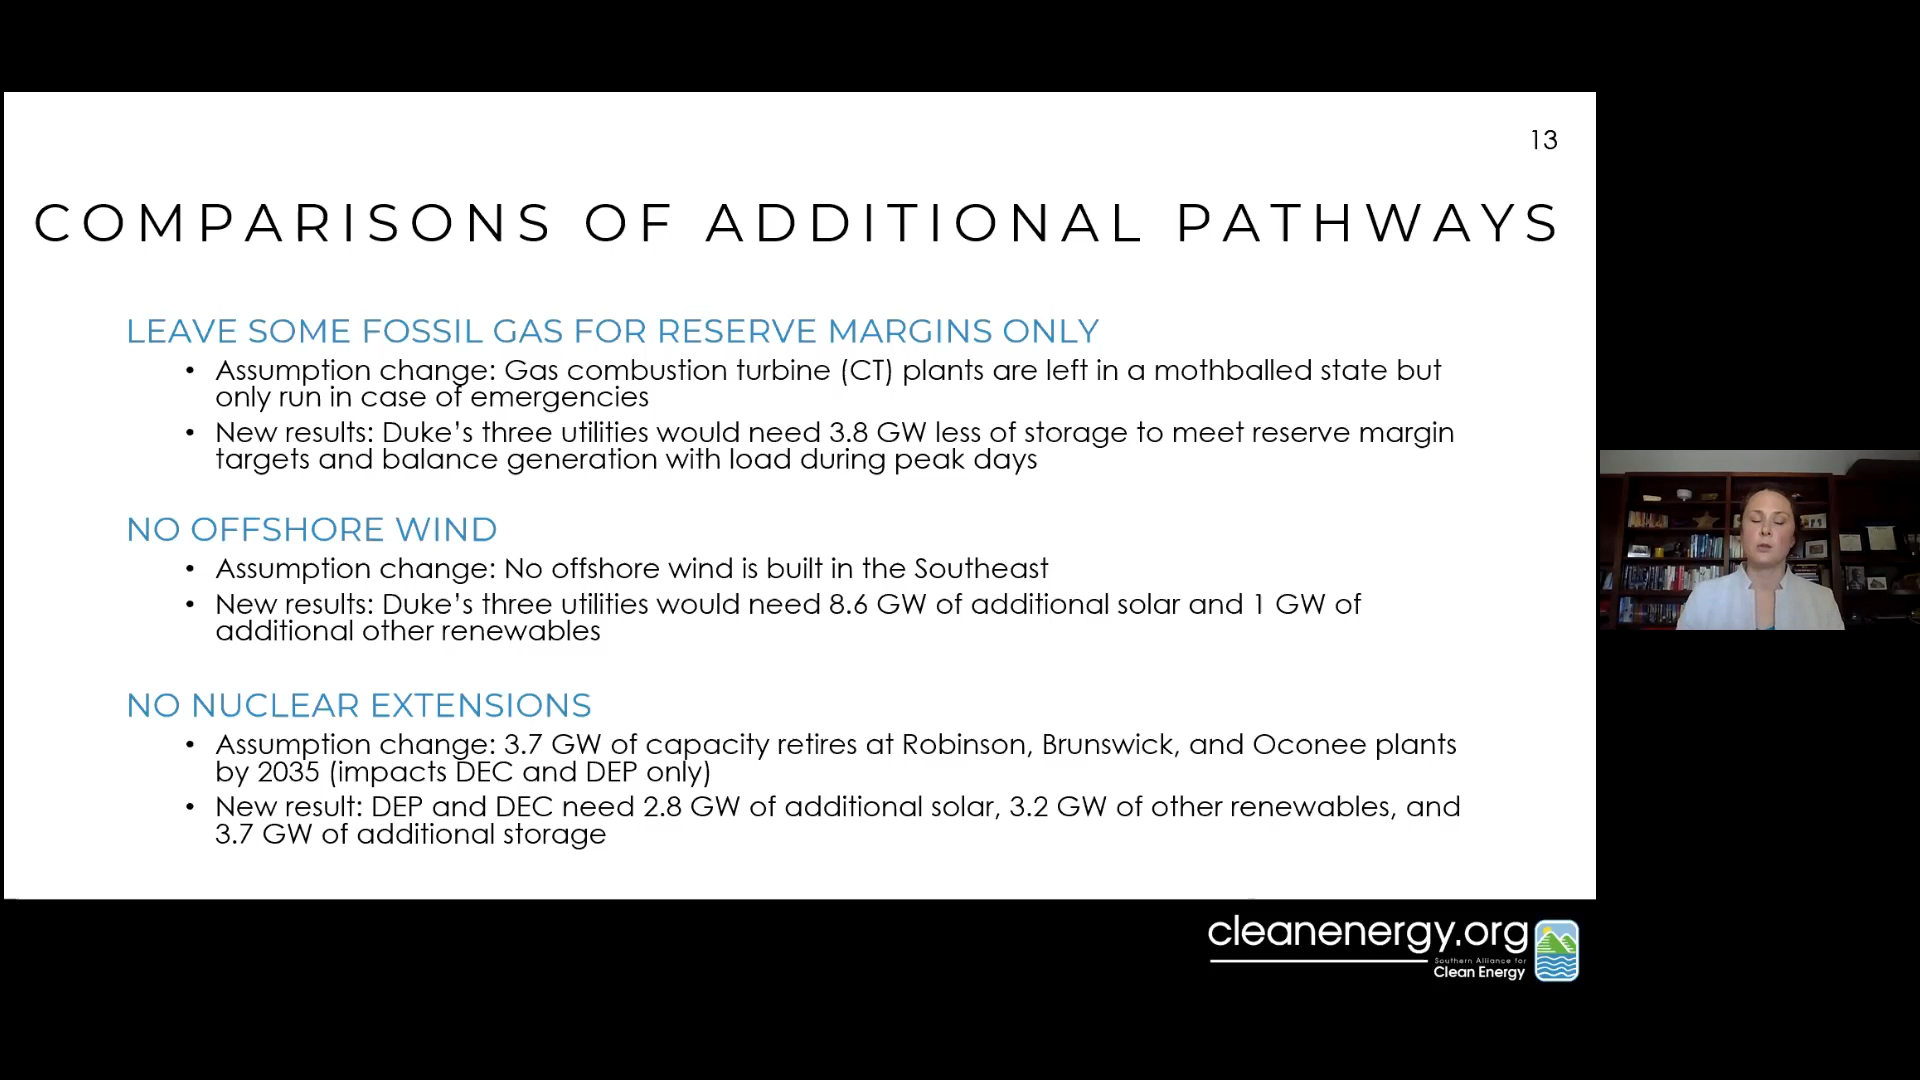 13
COMPARISONS OF ADDITIONAL PATHWAYS
LEAVE SOME FOSSIL GAS FOR RESERVE MARGINS ONLY
• Assumption change: Gas combustion turbine (CT) plants are left in a mothballed state but
only run in case of emergencies
• New results: Duke’s three utilities would need 3.8 GW less of storage to meet reserve margin
targets and balance generation with load during peak days
NO OFFSHORE WIND
• Assumption change: No offshore wind is built in the Southeast
• New results: Duke’s three utilities would need 8.6 GW of additional solar and 1 GW of
additional other renewables
NO NUCLEAR EXTENSIONS
• Assumption change: 3.7 GW of capacity retires at Robinson, Brunswick, and Oconee plants
by 2035 (impacts DEC and DEP only)
• New result: DEP and DEC need 2.8 GW of additional solar, 3.2 GW of other renewables, and
3.7 GW of additional storage
cleanenergy.org
Southern Alliance for
Clean Energy